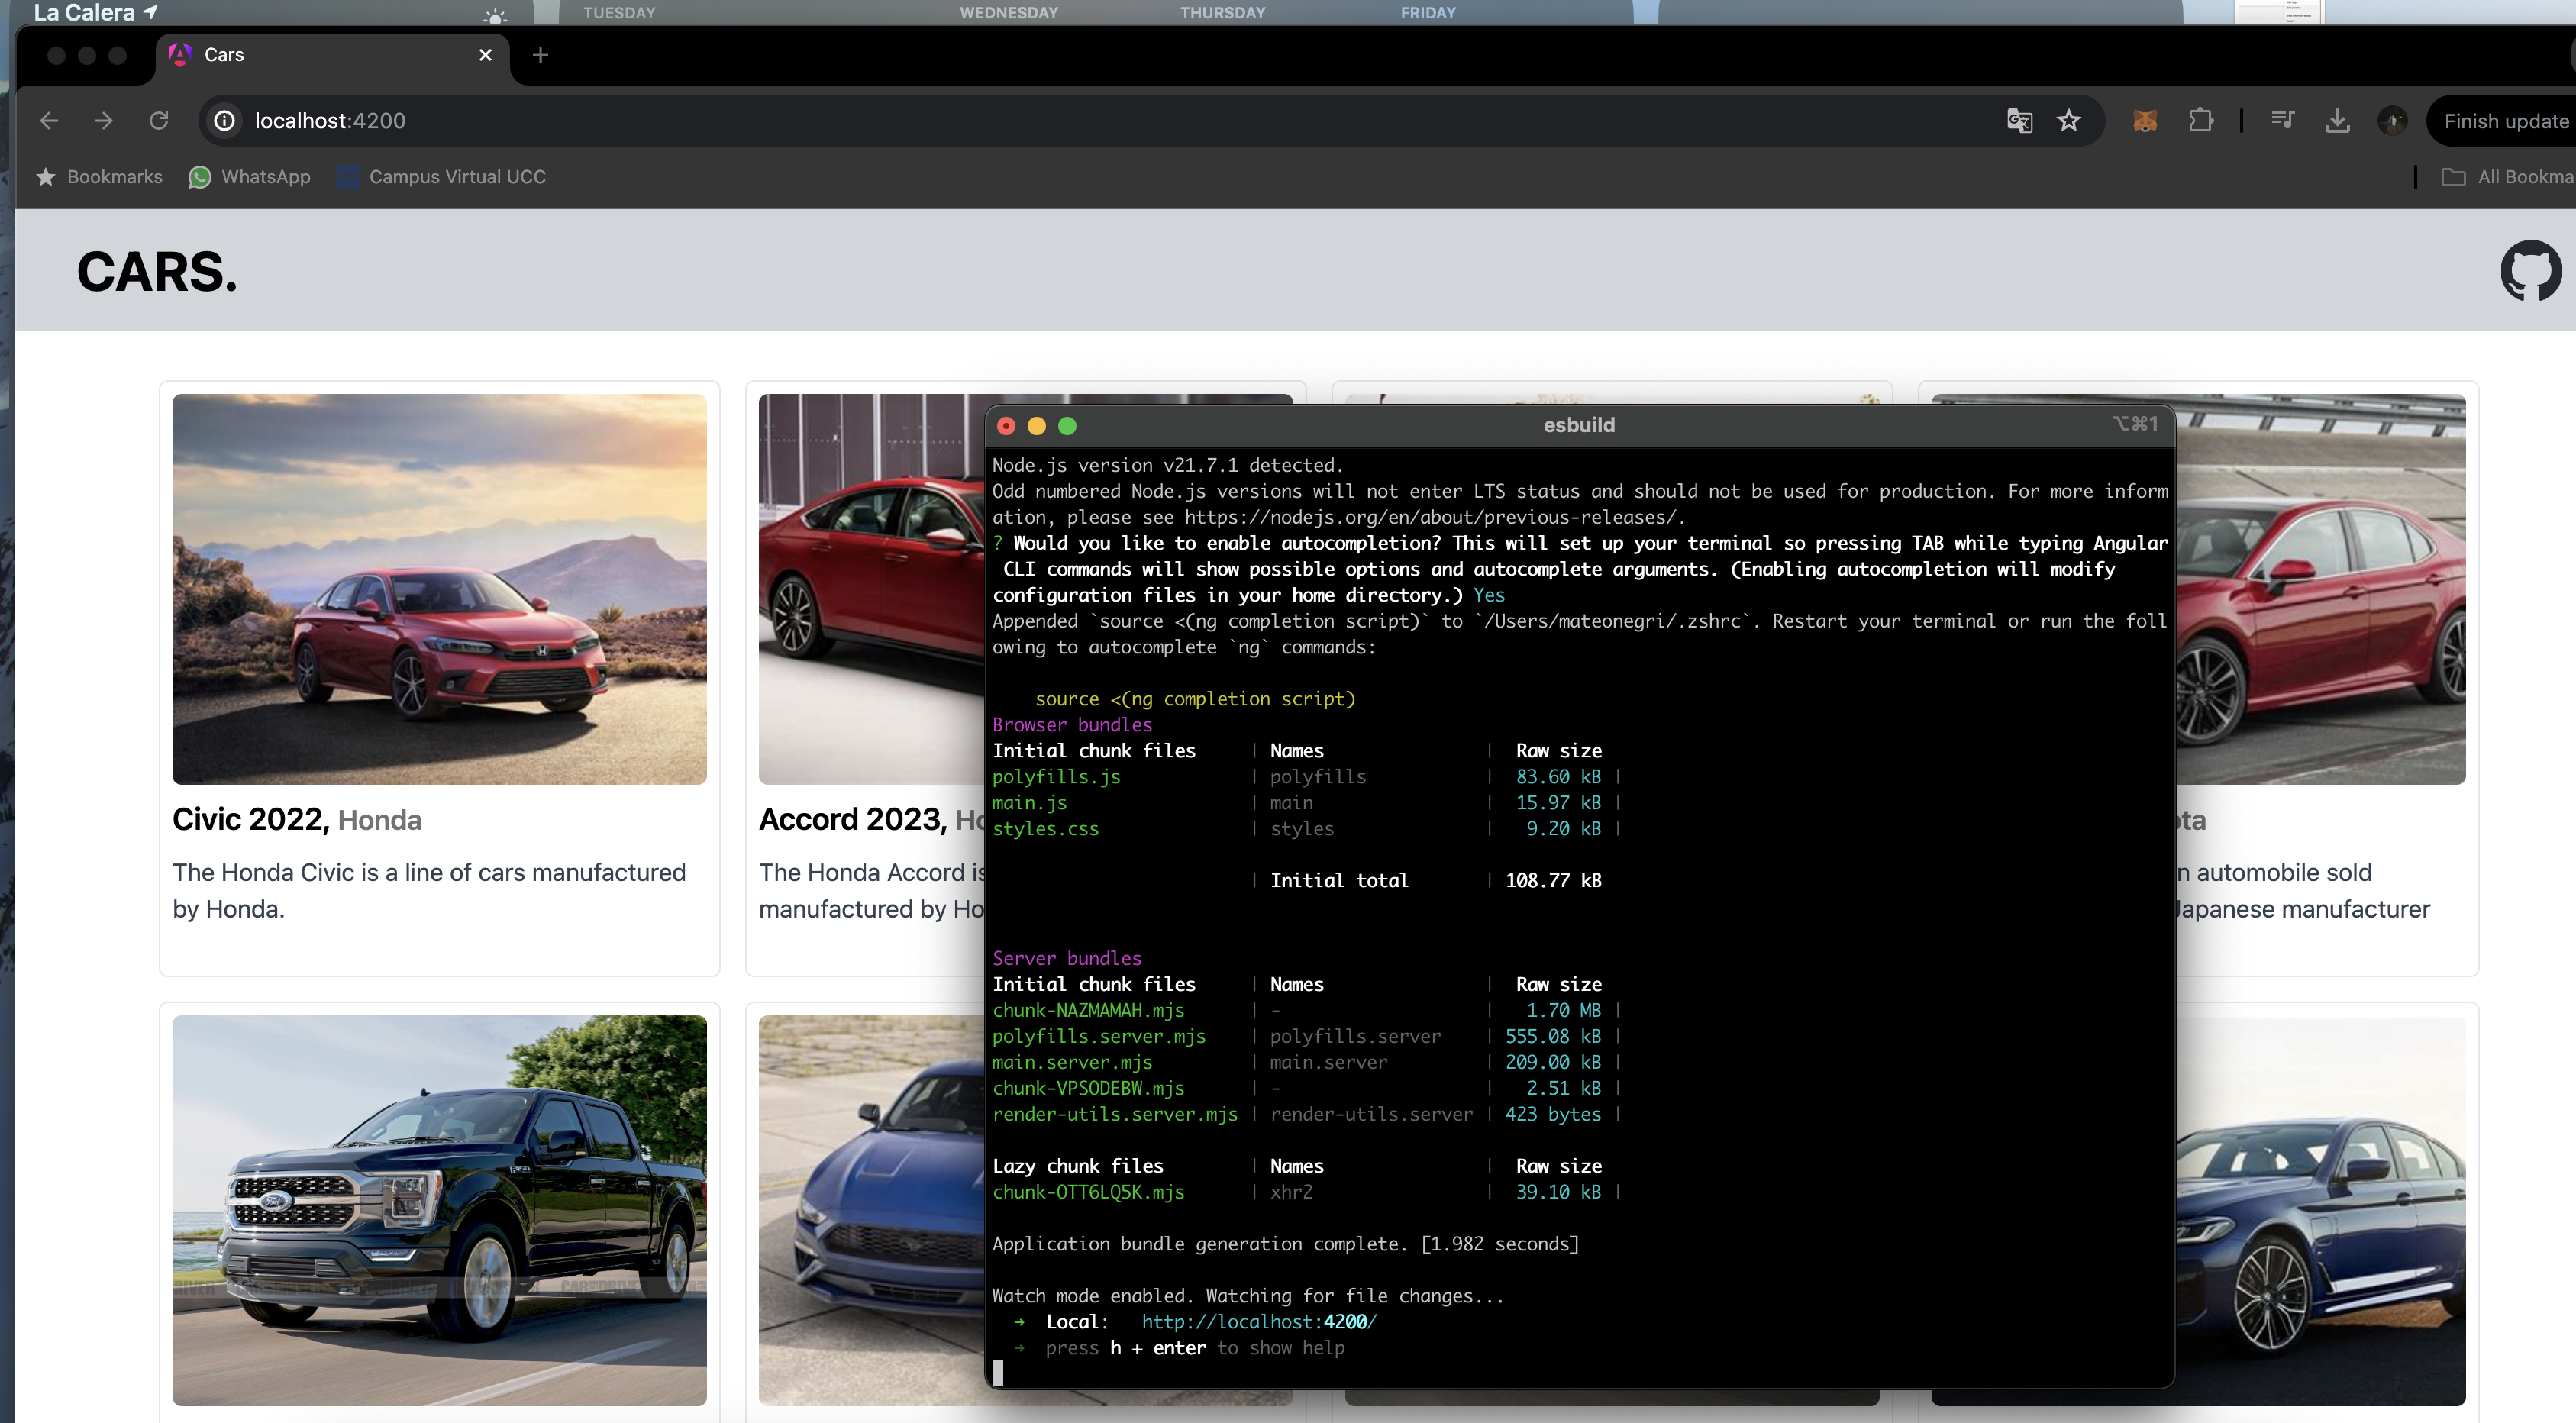 La Calera
TUESDAY WEDNESDAY THURSDAY FRIDAY
Cars
localhost:4200
Finish update
Bookmarks WhatsApp Campus Virtual UCC
All Bookma
CARS.
Civic 2022, Honda
The Honda Civic is a line of cars manufactured
by Honda.
Accord 2023, Ho
The Honda Accord is
manufactured by Ho
ota
n automobile sold
Japanese manufacturer
esbuild
⌥⌘1
Node.js version v21.7.1 detected.
Odd numbered Node.js versions will not enter LTS status and should not be used for production. For more inform
ation, please see https://nodejs.org/en/about/previous-releases/.
? Would you like to enable autocompletion? This will set up your terminal so pressing TAB while typing Angular
CLI commands will show possible options and autocomplete arguments. (Enabling autocompletion will modify
configuration files in your home directory.) Yes
Appended `source <(ng completion script)` to `/Users/mateonegri/.zshrc`. Restart your terminal or run the foll
owing to autocomplete `ng` commands:
source <(ng completion script)
Browser bundles
Initial chunk files | Names | Raw size
polyfills.js | polyfills | 83.60 kB |
main.js | main | 15.97 kB |
styles.css | styles | 9.20 kB |
| Initial total | 108.77 kB
Server bundles
Initial chunk files | Names | Raw size
chunk-NAZMAMAH.mjs | - | 1.70 MB |
polyfills.server.mjs | polyfills.server | 555.08 kB |
main.server.mjs | main.server | 209.00 kB |
chunk-VPSODEBW.mjs | - | 2.51 kB |
render-utils.server.mjs | render-utils.server | 423 bytes |
Lazy chunk files | Names | Raw size
chunk-OTT6LQ5K.mjs | xhr2 | 39.10 kB |
Application bundle generation complete. [1.982 seconds]
Watch mode enabled. Watching for file changes...
➜ Local: http://localhost:4200/
➜ press h + enter to show help